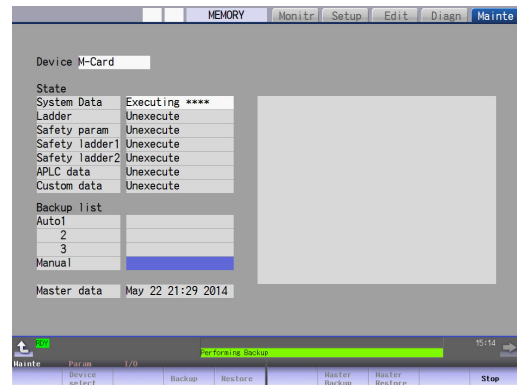 MEMORY Monitr Setup Edit Diagn Mainte
Device M-Card
State
System Data Executing ****
Ladder Unexecute
Safety param Unexecute
Safety ladder1 Unexecute
Safety ladder2 Unexecute
APLC data Unexecute
Custom data Unexecute
Backup list
Auto1
2
3
Manual
Master data May 22 21:29 2014
RDY 15:14
Performing Backup
Mainte Param I/O
Device select Backup Restore Master Backup Master Restore Stop